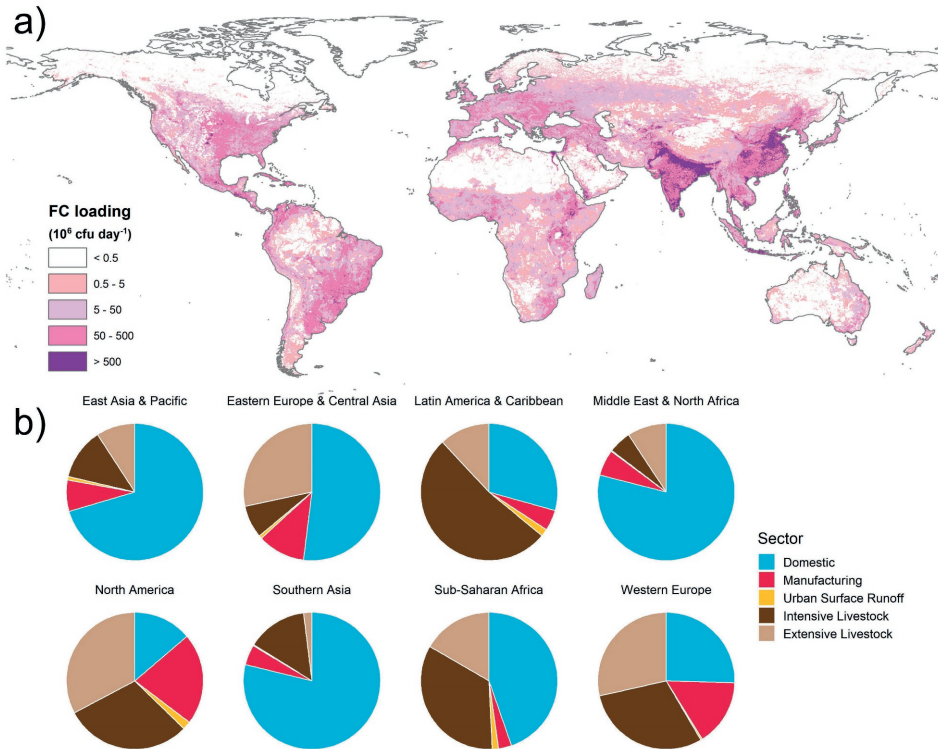 a)
FC loading
(10⁶ cfu day⁻¹)
< 0.5
0.5 - 5
5 - 50
50 - 500
> 500
b)
East Asia & Pacific
Eastern Europe & Central Asia
Latin America & Caribbean
Middle East & North Africa
North America
Southern Asia
Sub-Saharan Africa
Western Europe
Sector
Domestic
Manufacturing
Urban Surface Runoff
Intensive Livestock
Extensive Livestock